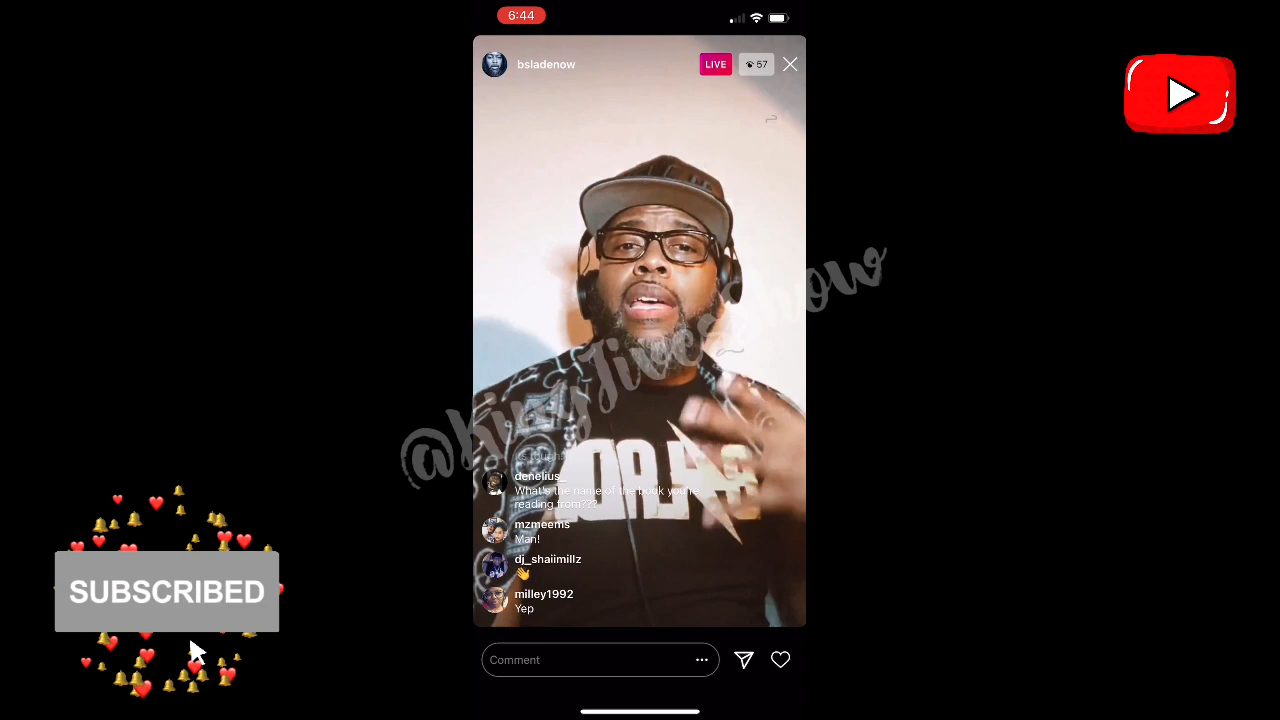 6:44
bsladenow
LIVE
57
@KingJivesShow
denelius_
What's the name of the book you're
reading from???
mzmeems
Man!
dj_shaiimillz
milley1992
Yep
SUBSCRIBED
Comment